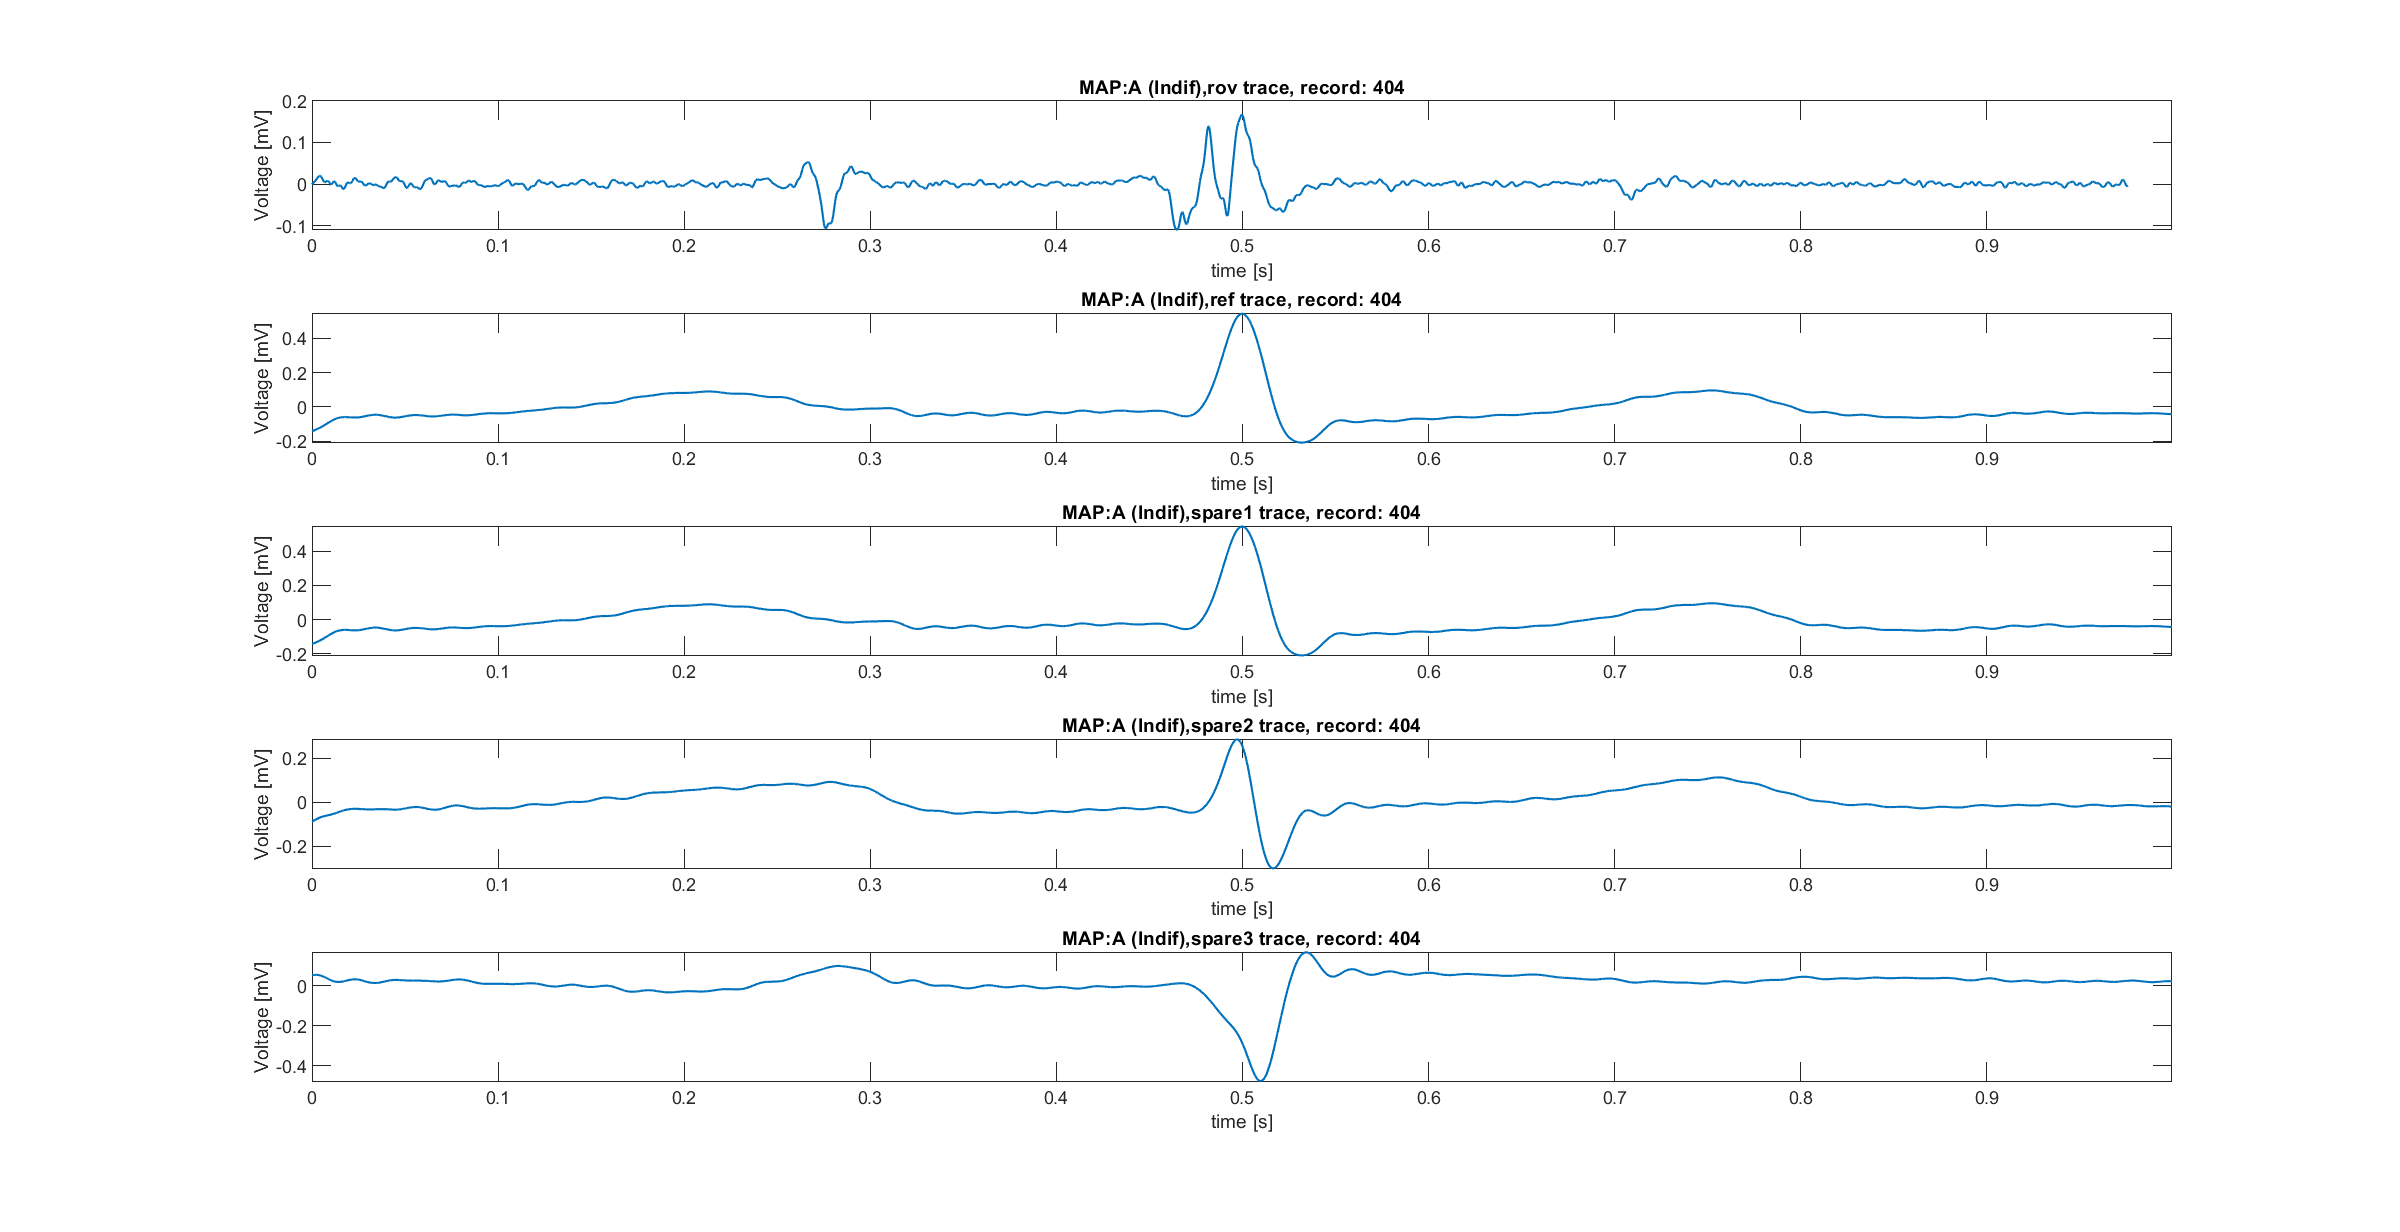 MAP:A (Indif),rov trace, record: 404
Voltage [mV]
0.2
0.1
0
-0.1
0 0.1 0.2 0.3 0.4 0.5 0.6 0.7 0.8 0.9
time [s]
MAP:A (Indif),ref trace, record: 404
Voltage [mV]
0.4
0.2
0
-0.2
0 0.1 0.2 0.3 0.4 0.5 0.6 0.7 0.8 0.9
time [s]
MAP:A (Indif),spare1 trace, record: 404
Voltage [mV]
0.4
0.2
0
-0.2
0 0.1 0.2 0.3 0.4 0.5 0.6 0.7 0.8 0.9
time [s]
MAP:A (Indif),spare2 trace, record: 404
Voltage [mV]
0.2
0
-0.2
0 0.1 0.2 0.3 0.4 0.5 0.6 0.7 0.8 0.9
time [s]
MAP:A (Indif),spare3 trace, record: 404
Voltage [mV]
0
-0.2
-0.4
0 0.1 0.2 0.3 0.4 0.5 0.6 0.7 0.8 0.9
time [s]